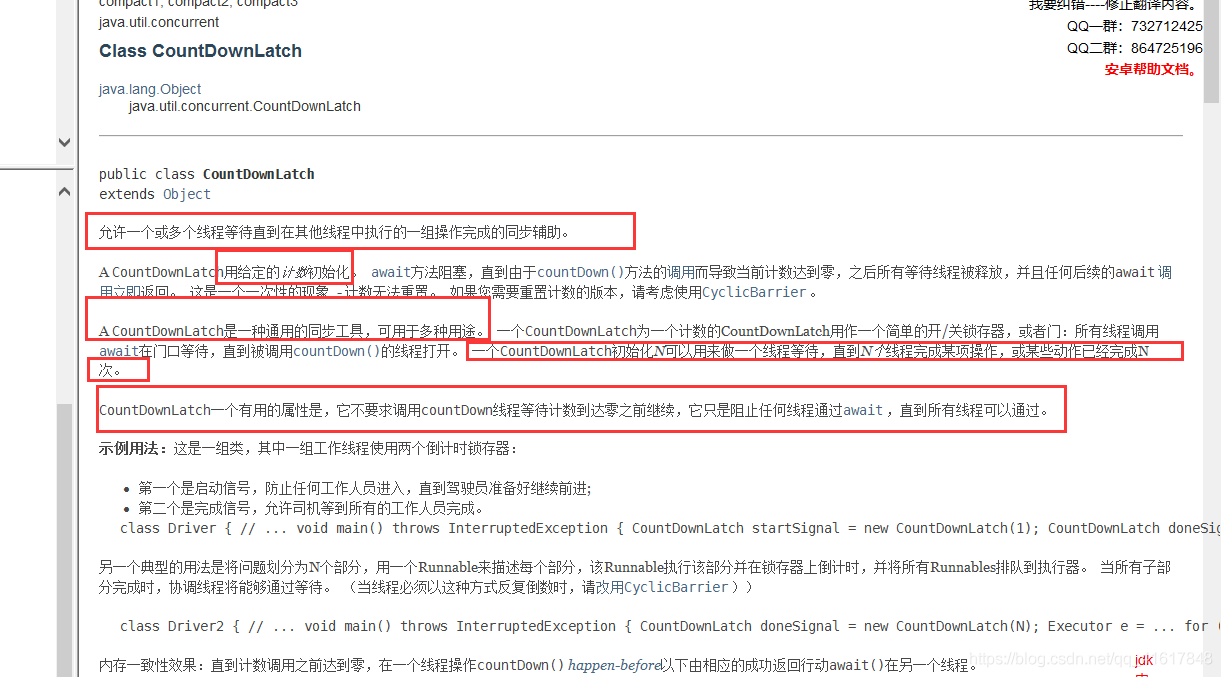 compact1, compact2, compact3
我要纠错----修正翻译内容。
java.util.concurrent
QQ一群：732712425
Class CountDownLatch
QQ二群：864725196
安卓帮助文档。
java.lang.Object
java.util.concurrent.CountDownLatch
public class CountDownLatch
extends Object
允许一个或多个线程等待直到在其他线程中执行的一组操作完成的同步辅助。
A CountDownLatch用给定的计数初始化。 await方法阻塞，直到由于countDown()方法的调用而导致当前计数达到零，之后所有等待线程被释放，并且任何后续的await 调
用立即返回。 这是一个一次性的现象 - 计数无法重置。 如果您需要重置计数的版本，请考虑使用CyclicBarrier 。
A CountDownLatch是一种通用的同步工具，可用于多种用途。 一个CountDownLatch为一个计数的CountDownLatch用作一个简单的开/关锁存器，或者门：所有线程调用
await在门口等待，直到被调用countDown()的线程打开。 一个CountDownLatch初始化N可以用来做一个线程等待，直到N个线程完成某项操作，或某些动作已经完成N
次。
CountDownLatch一个有用的属性是，它不要求调用countDown线程等待计数到达零之前继续，它只是阻止任何线程通过await ，直到所有线程可以通过。
示例用法：这是一组类，其中一组工作线程使用两个倒计时锁存器：
• 第一个是启动信号，防止任何工作人员进入，直到驾驶员准备好继续前进;
• 第二个是完成信号，允许司机等到所有的工作人员完成。
class Driver { // ... void main() throws InterruptedException { CountDownLatch startSignal = new CountDownLatch(1); CountDownLatch doneSig
另一个典型的用法是将问题划分为N个部分，用一个Runnable来描述每个部分，该Runnable执行该部分并在锁存器上倒计时，并将所有Runnables排队到执行器。 当所有子部
分完成时，协调线程将能够通过等待。 （当线程必须以这种方式反复倒数时，请改用CyclicBarrier ））
class Driver2 { // ... void main() throws InterruptedException { CountDownLatch doneSignal = new CountDownLatch(N); Executor e = ... for (
内存一致性效果：直到计数调用之前达到零，在一个线程操作countDown() happen-before以下由相应的成功返回行动await()在另一个线程。
jdk